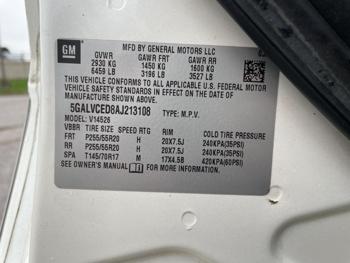 GM
MFD BY GENERAL MOTORS LLC
GVWR GAWR FRT GAWR RR
2930 KG 1450 KG 1600 KG
6459 LB 3196 LB 3527 LB
THIS VEHICLE CONFORMS TO ALL APPLICABLE U.S. FEDERAL MOTOR
VEHICLE SAFETY STANDARDS IN EFFECT ON THE DATE OF
MANUFACTURE SHOWN ABOVE.
5GALVCED8AJ213108 TYPE: M.P.V.
MODEL: V14526
VBBR TIRE SIZE SPEED RTG RIM COLD TIRE PRESSURE
FRT P255/55R20 H 20X7.5J 240KPA(35PSI)
RR P255/55R20 H 20X7.5J 240KPA(35PSI)
SPA T145/70R17 M 17X4.5B 420KPA(60PSI)
SEE OWNER'S MANUAL FOR MORE INFORMATION.